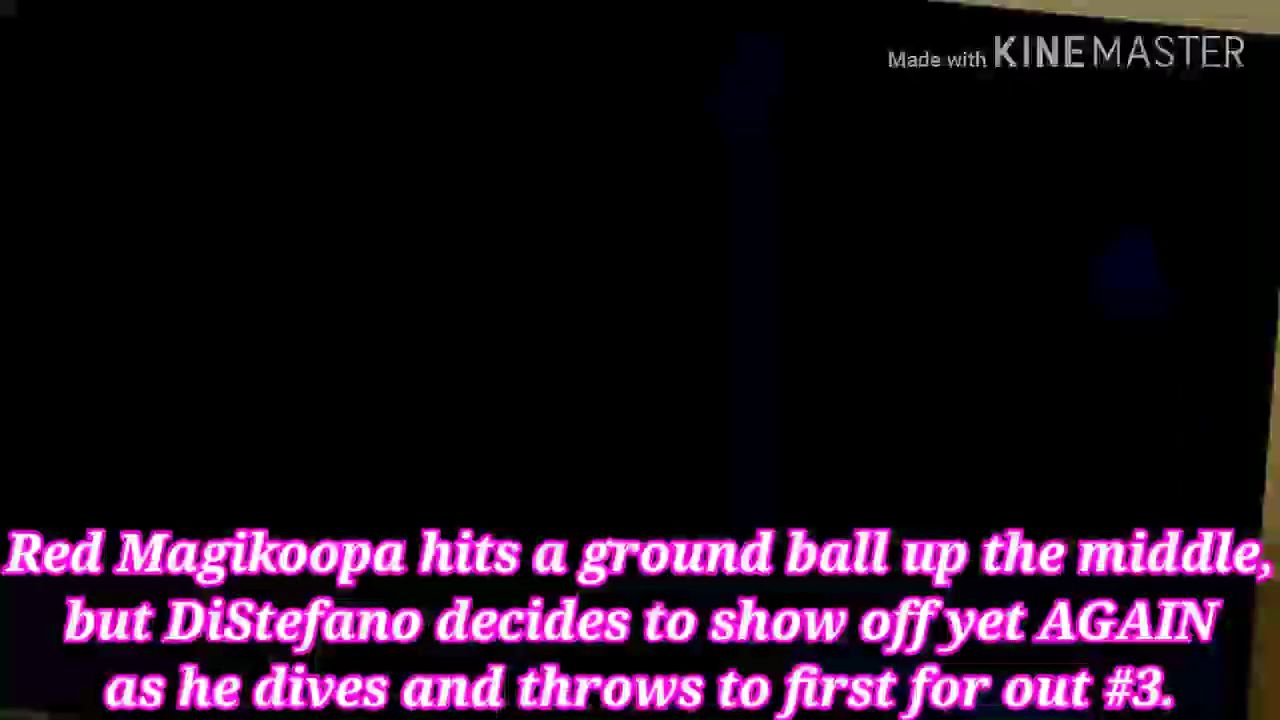 Made with KINEMASTER
Red Magikoopa hits a ground ball up the middle,
but DiStefano decides to show off yet AGAIN
as he dives and throws to first for out #3.